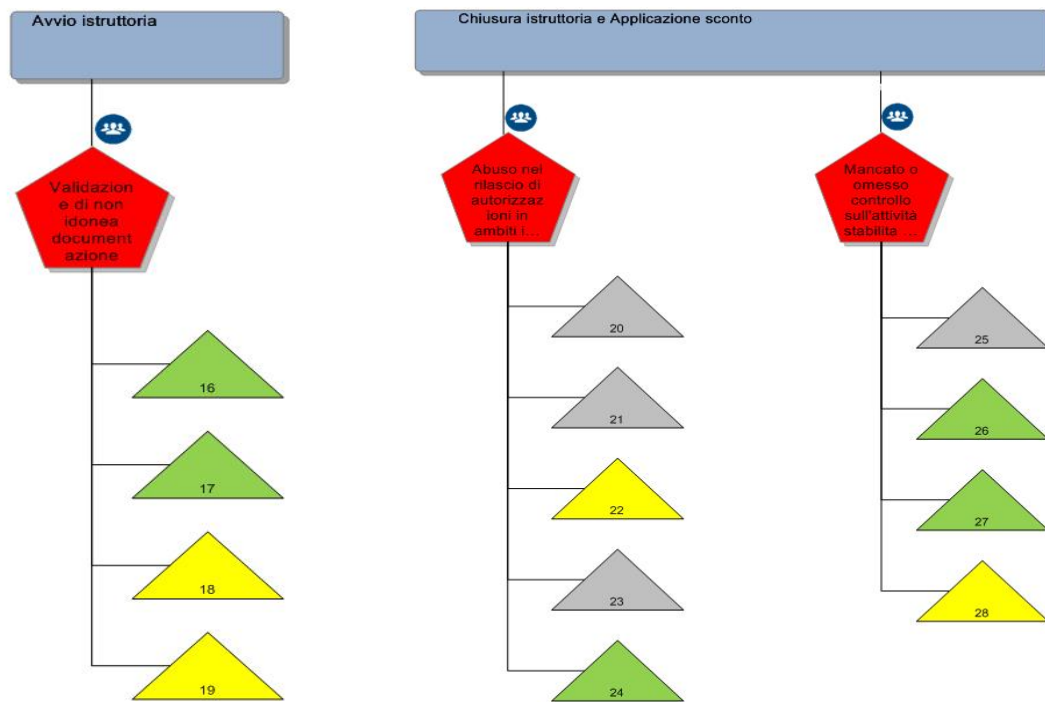 Avvio istruttoria
Chiusura istruttoria e Applicazione sconto
Validazion
e di non
idonea
document
azione
16
17
18
19
Abuso nel
rilascio di
autorizzaz
ioni in
ambiti i...
20
21
22
23
24
Mancato o
omesso
controllo
sull'attività
stabilita ...
25
26
27
28